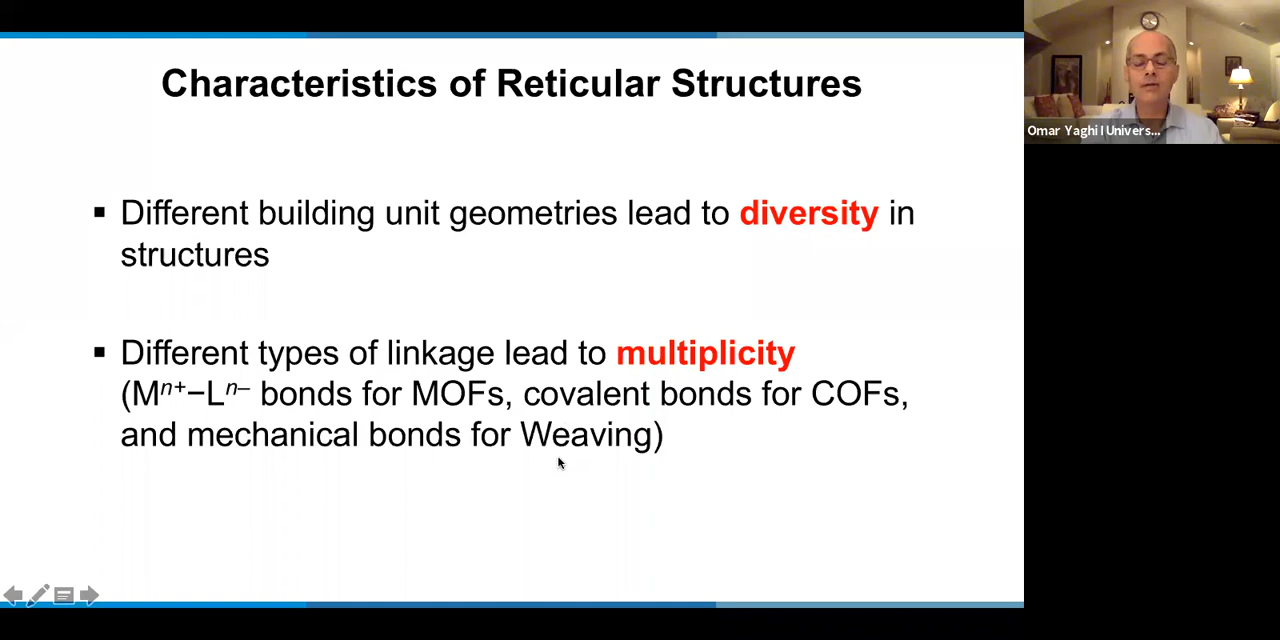 Characteristics of Reticular Structures
▪ Different building unit geometries lead to diversity in
structures
▪ Different types of linkage lead to multiplicity
(Mⁿ⁺−Lⁿ⁻ bonds for MOFs, covalent bonds for COFs,
and mechanical bonds for Weaving)
Omar Yaghi I Univers...